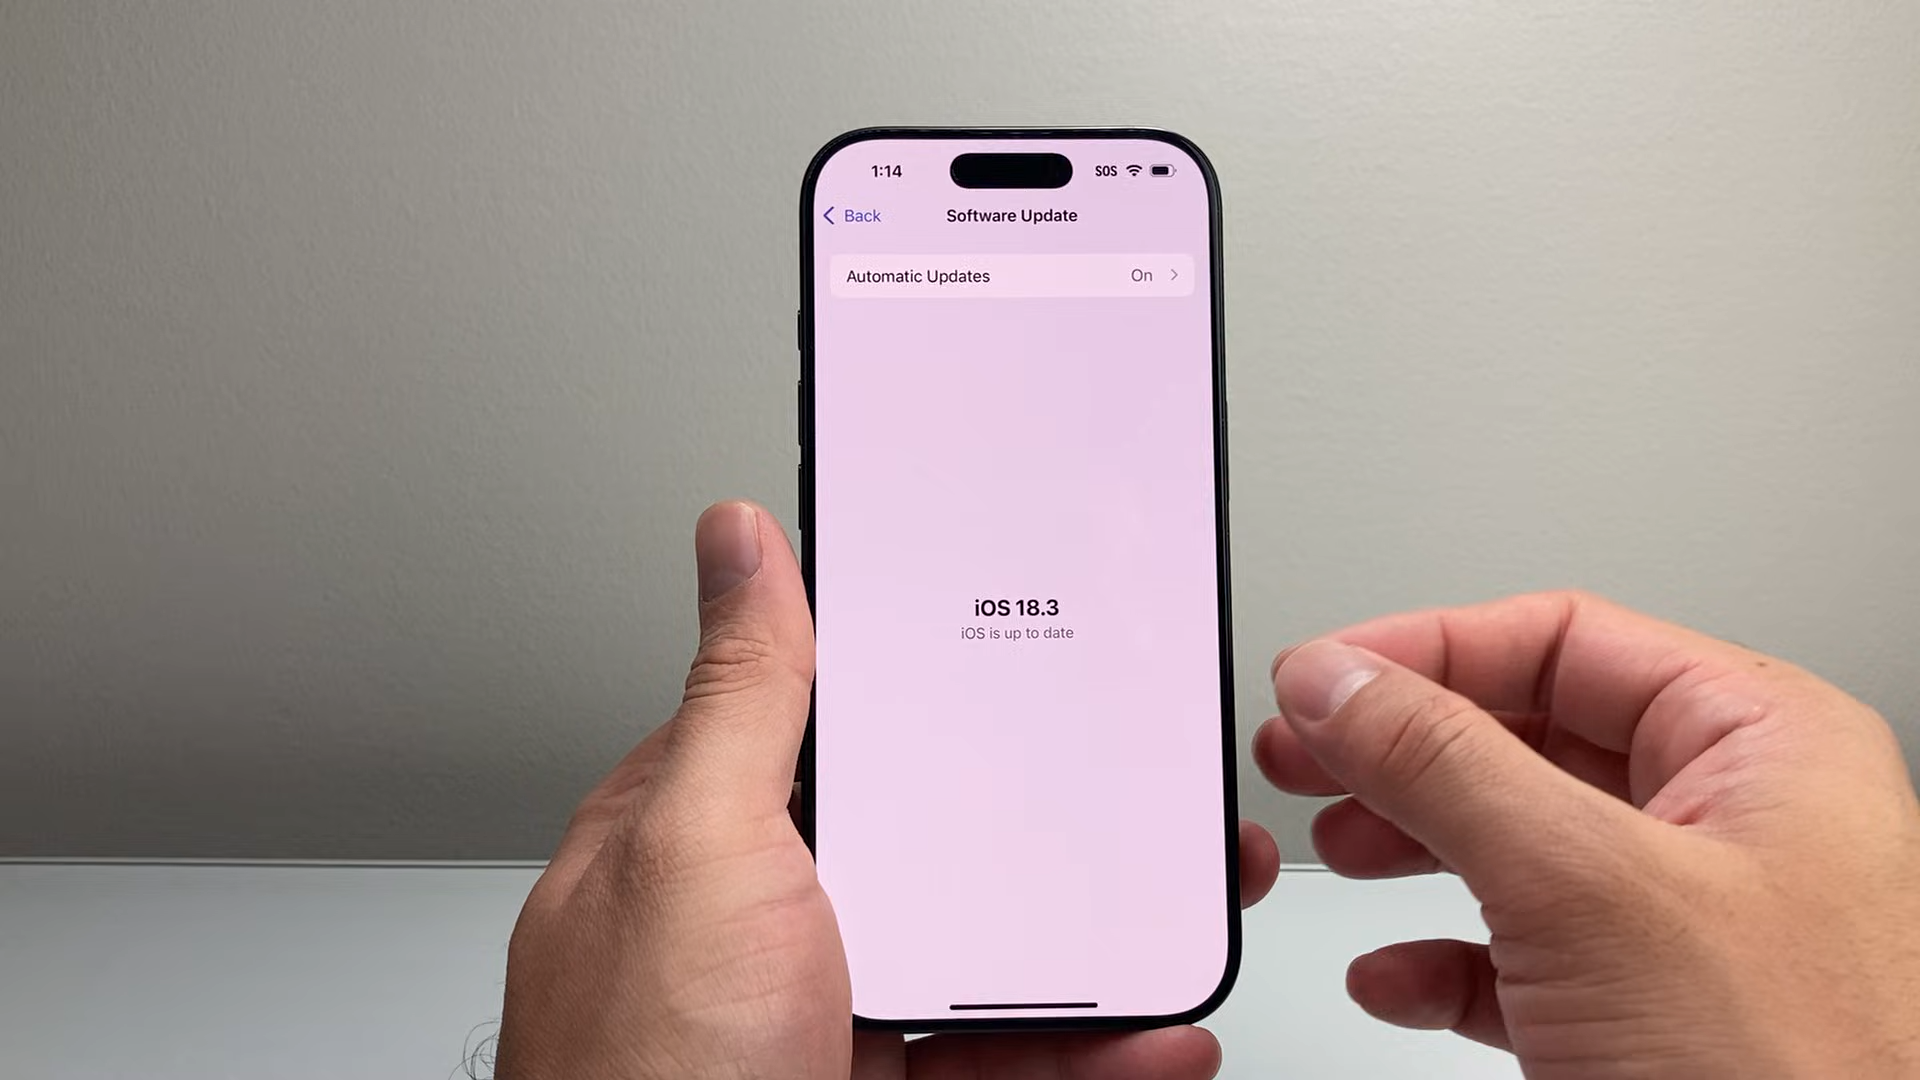 1:14 SOS
Back Software Update
Automatic Updates On
iOS 18.3
iOS is up to date